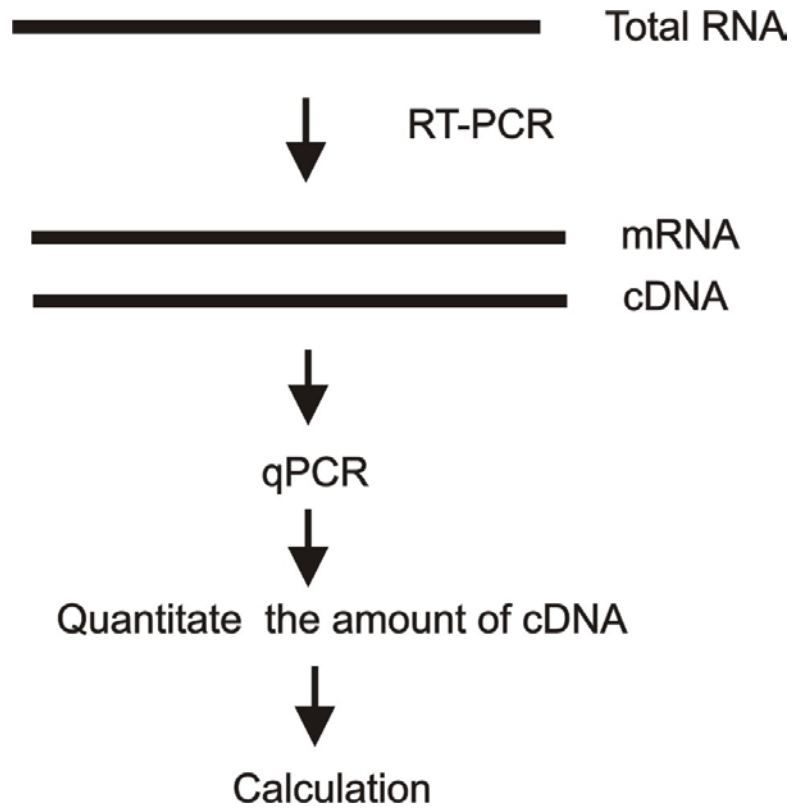 Total RNA
RT-PCR
mRNA
cDNA
qPCR
Quantitate the amount of cDNA
Calculation